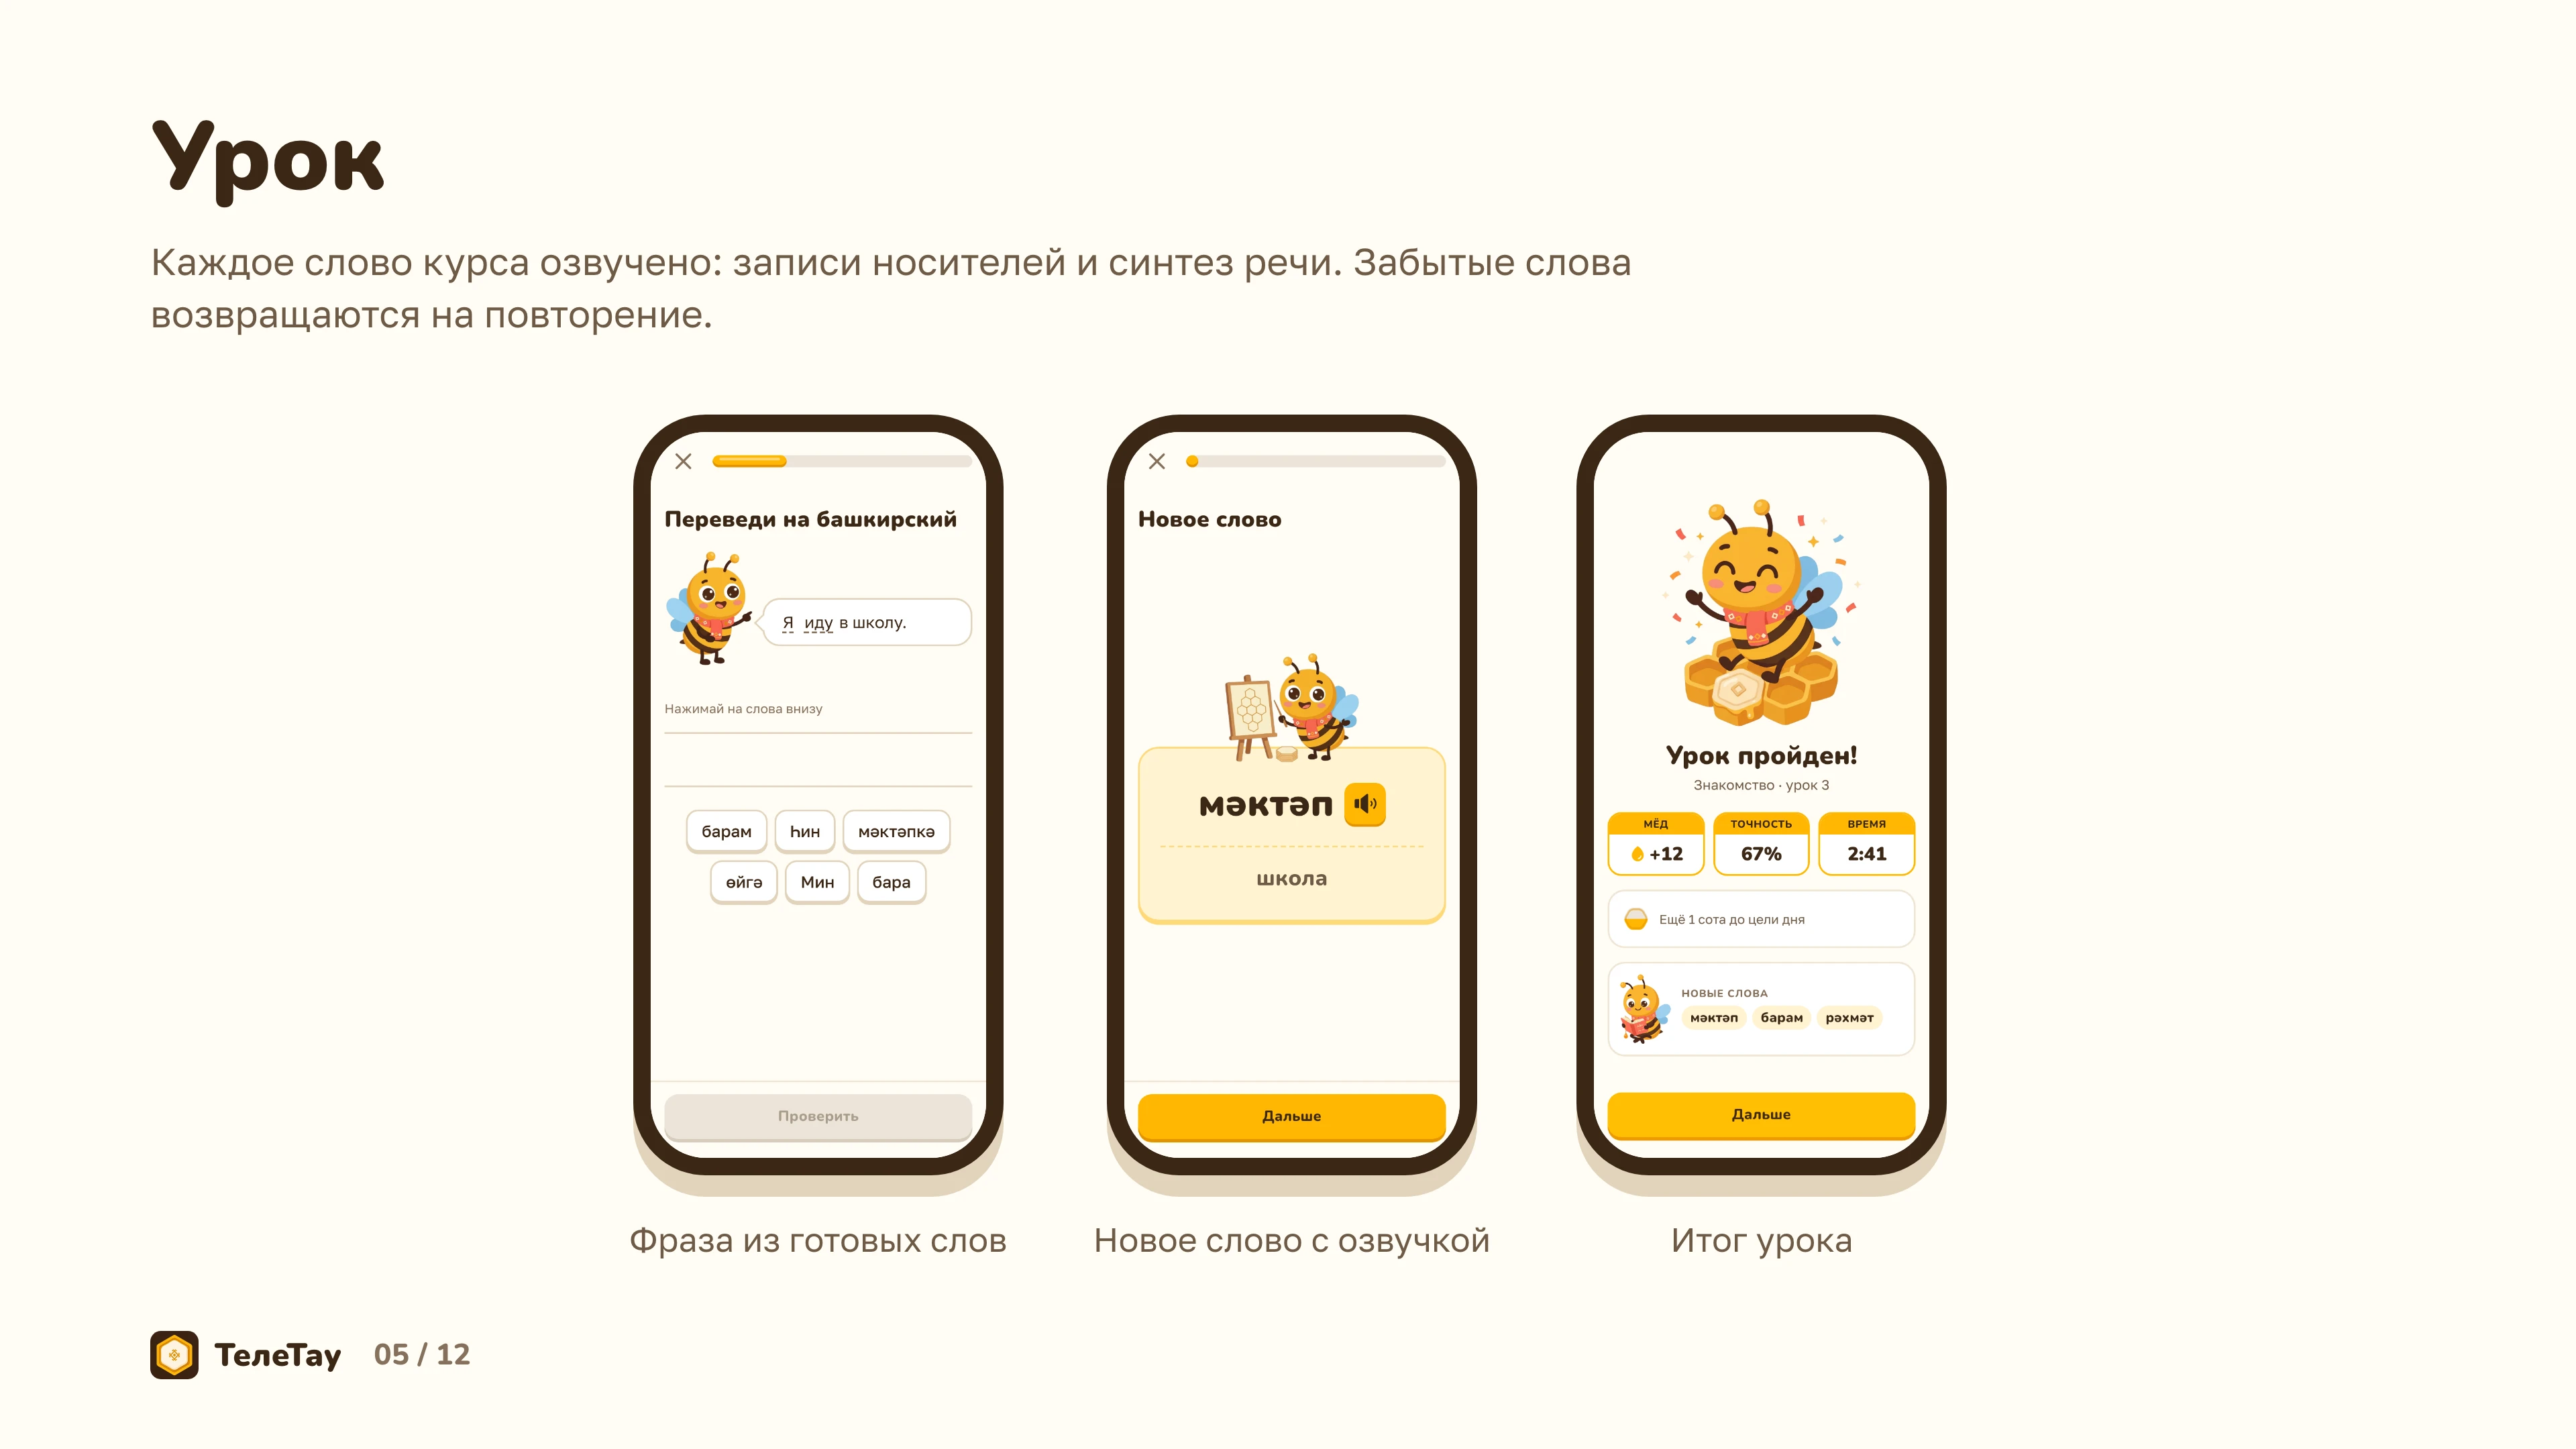 Урок
Каждое слово курса озвучено: записи носителей и синтез речи. Забытые слова
возвращаются на повторение.
Переведи на башкирский
Я иду в школу.
Нажимай на слова внизу
барам Һин мәктәпкә
өйгә Мин бара
Проверить
Фраза из готовых слов
Новое слово
мәктәп
школа
Дальше
Новое слово с озвучкой
Урок пройден!
Знакомство · урок 3
МЁД ТОЧНОСТЬ ВРЕМЯ
+12 67% 2:41
Ещё 1 сота до цели дня
НОВЫЕ СЛОВА
мәктәп барам рәхмәт
Дальше
Итог урока
ТелеТау 05 / 12